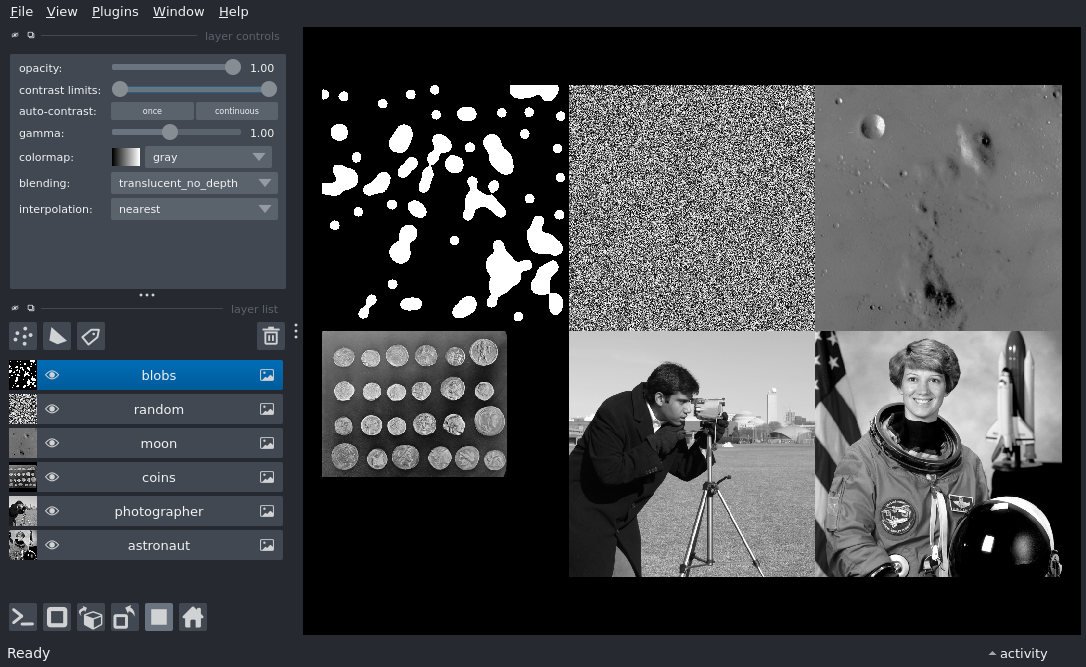 File View Plugins Window Help
layer controls
opacity: 1.00
contrast limits:
auto-contrast: once continuous
gamma: 1.00
colormap: gray
blending: translucent_no_depth
interpolation: nearest
layer list
blobs
random
moon
coins
photographer
astronaut
Ready
activity